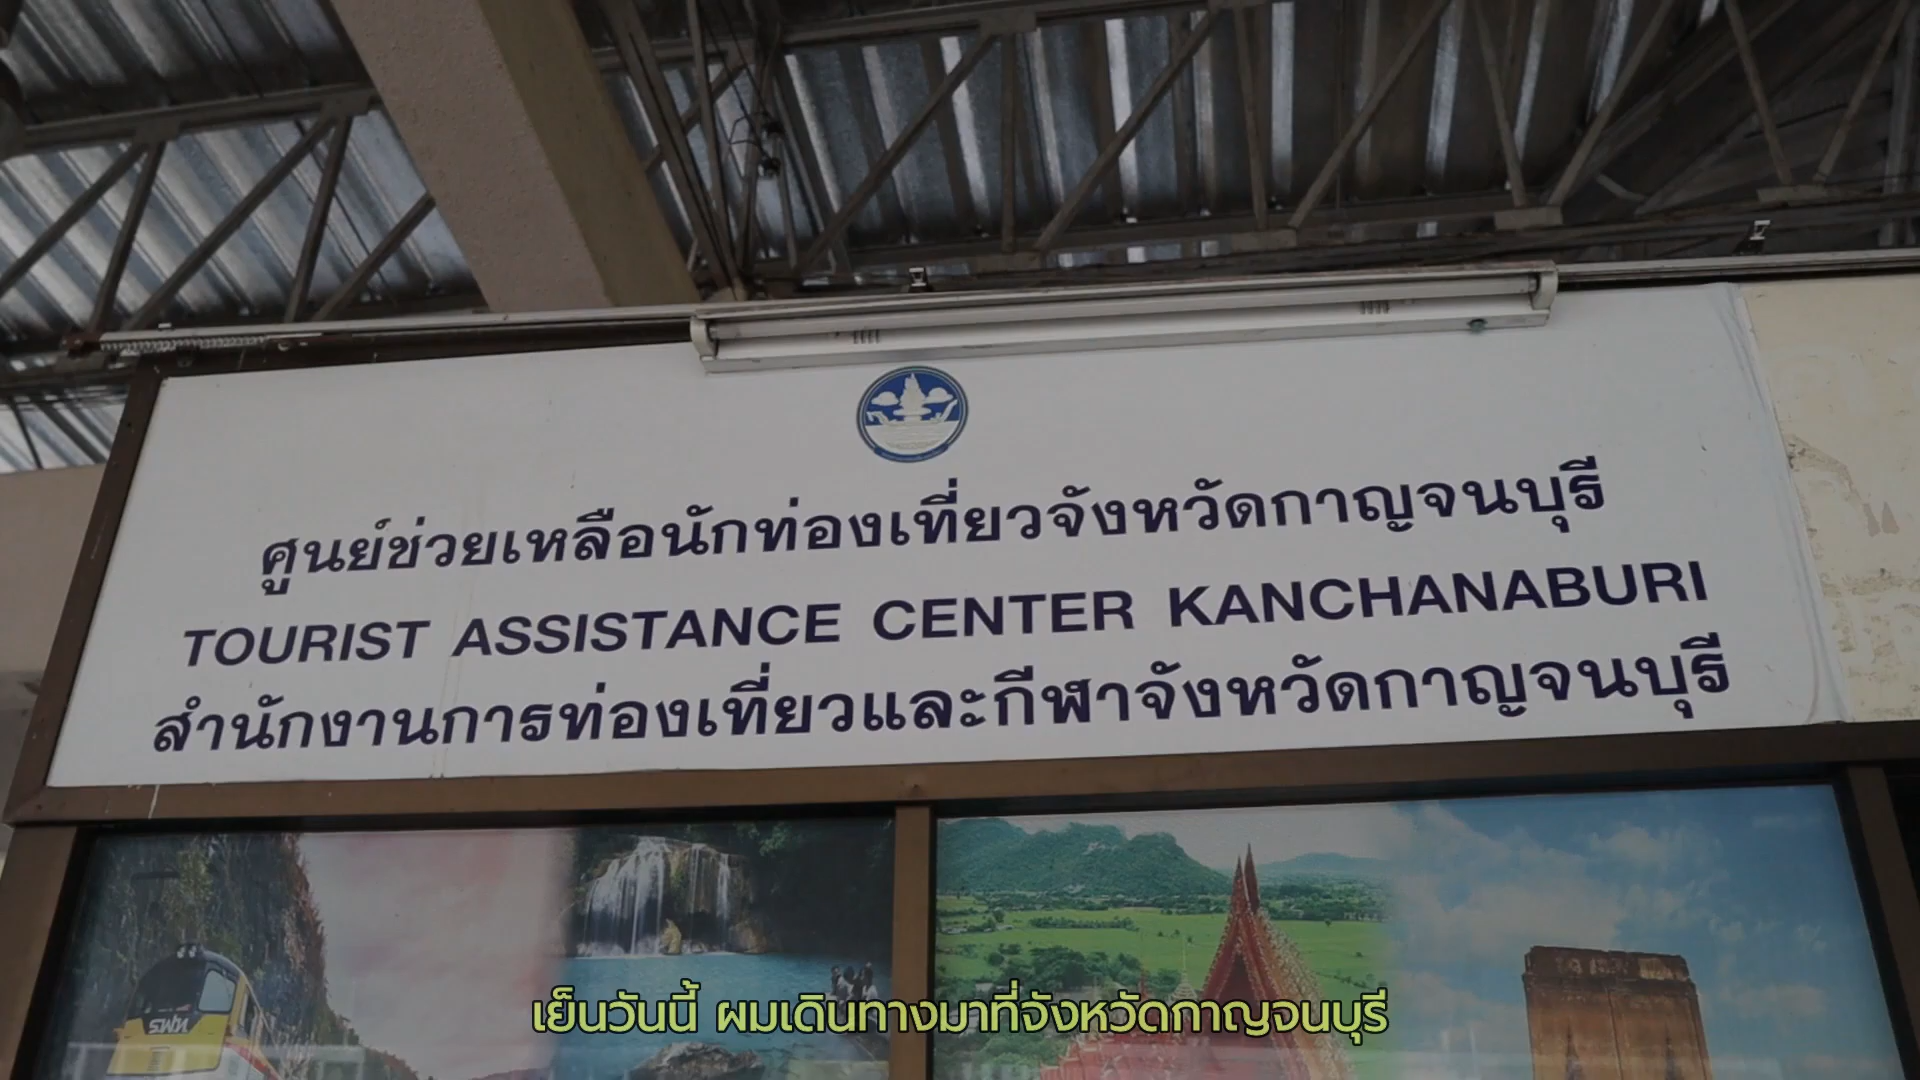 ศูนย์ช่วยเหลือนักท่องเที่ยวจังหวัดกาญจนบุรี
TOURIST ASSISTANCE CENTER KANCHANABURI
สำนักงานการท่องเที่ยวและกีฬาจังหวัดกาญจนบุรี
รฟท
เย็นวันนี้ ผมเดินทางมาที่จังหวัดกาญจนบุรี